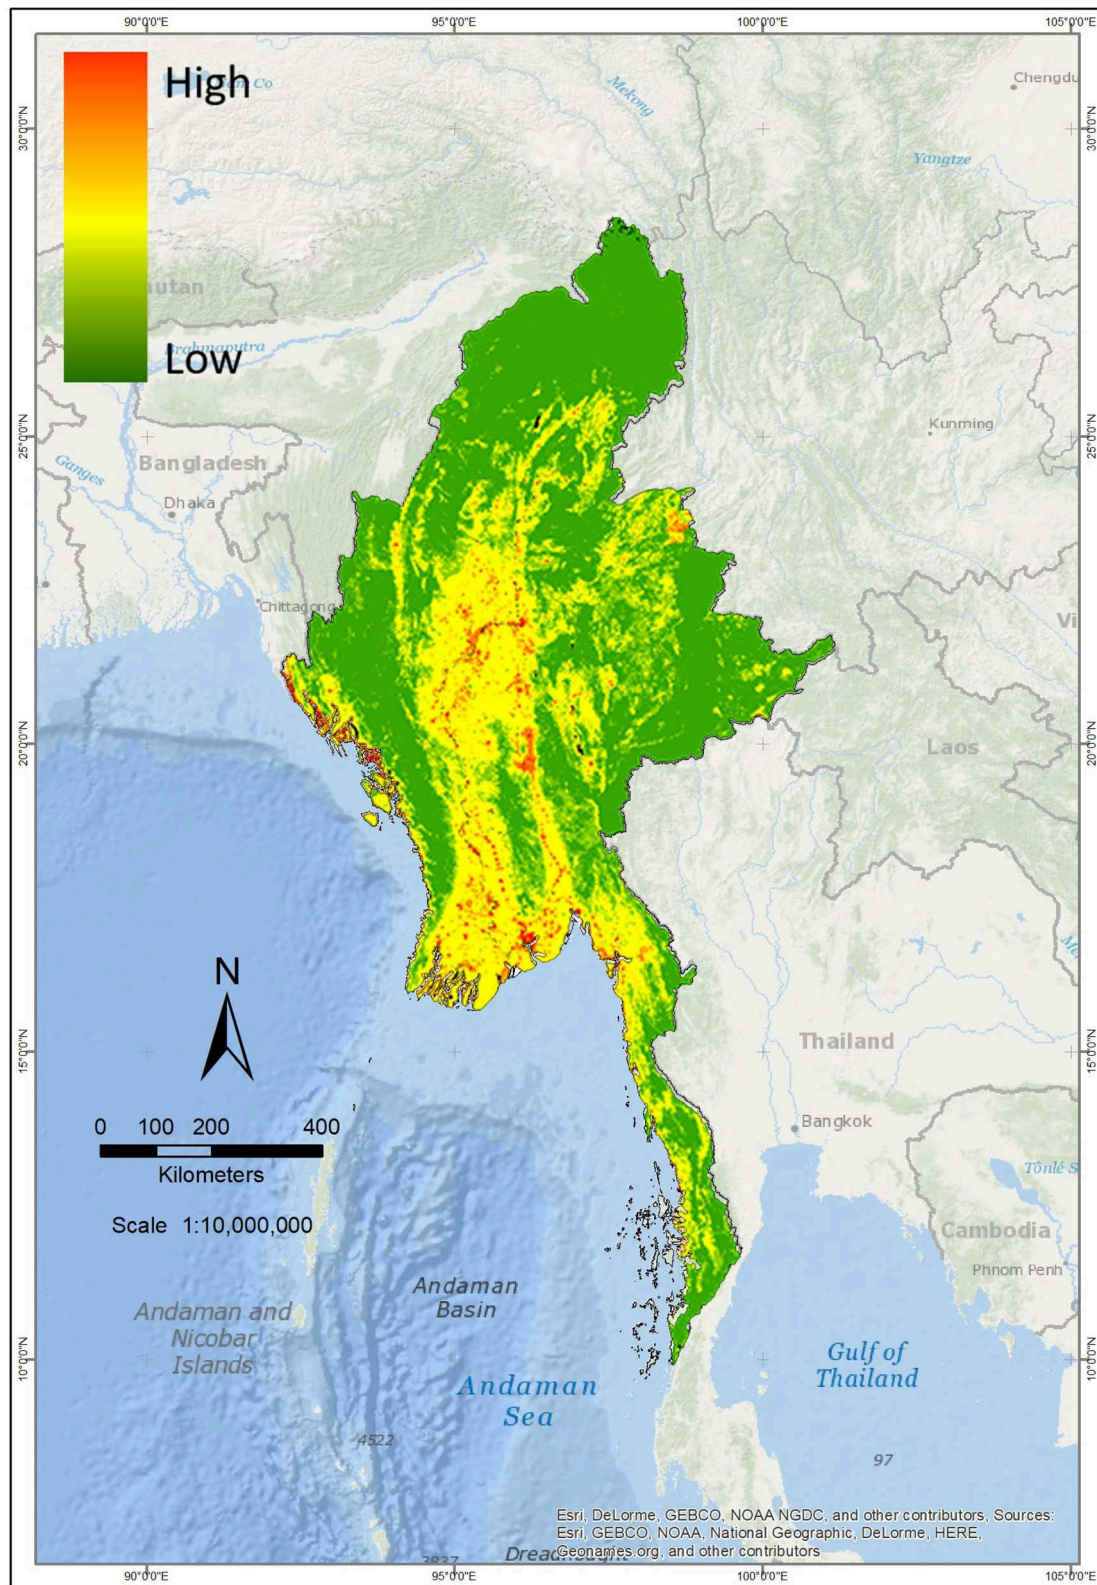 90°0'0"E 95°0'0"E 100°0'0"E 105°0'0"E
High
Low
Chengdu
Mekong
Yangtze
Brahmaputra
Kunming
Bangladesh
Ganges
Dhaka
Chittagong
Laos
N
Thailand
Bangkok
0 100 200 400
Kilometers
Scale 1:10,000,000
Cambodia
Phnom Penh
Andaman
Basin
Andaman and
Nicobar
Islands
Gulf of
Thailand
Andaman
Sea
4522
97
Esri, DeLorme, GEBCO, NOAA NGDC, and other contributors, Sources:
Esri, GEBCO, NOAA, National Geographic, DeLorme, HERE,
Geonames.org, and other contributors
30°0'0"N 30°0'0"N
25°0'0"N 25°0'0"N
20°0'0"N 20°0'0"N
15°0'0"N 15°0'0"N
10°0'0"N 10°0'0"N
90°0'0"E 95°0'0"E 100°0'0"E 105°0'0"E